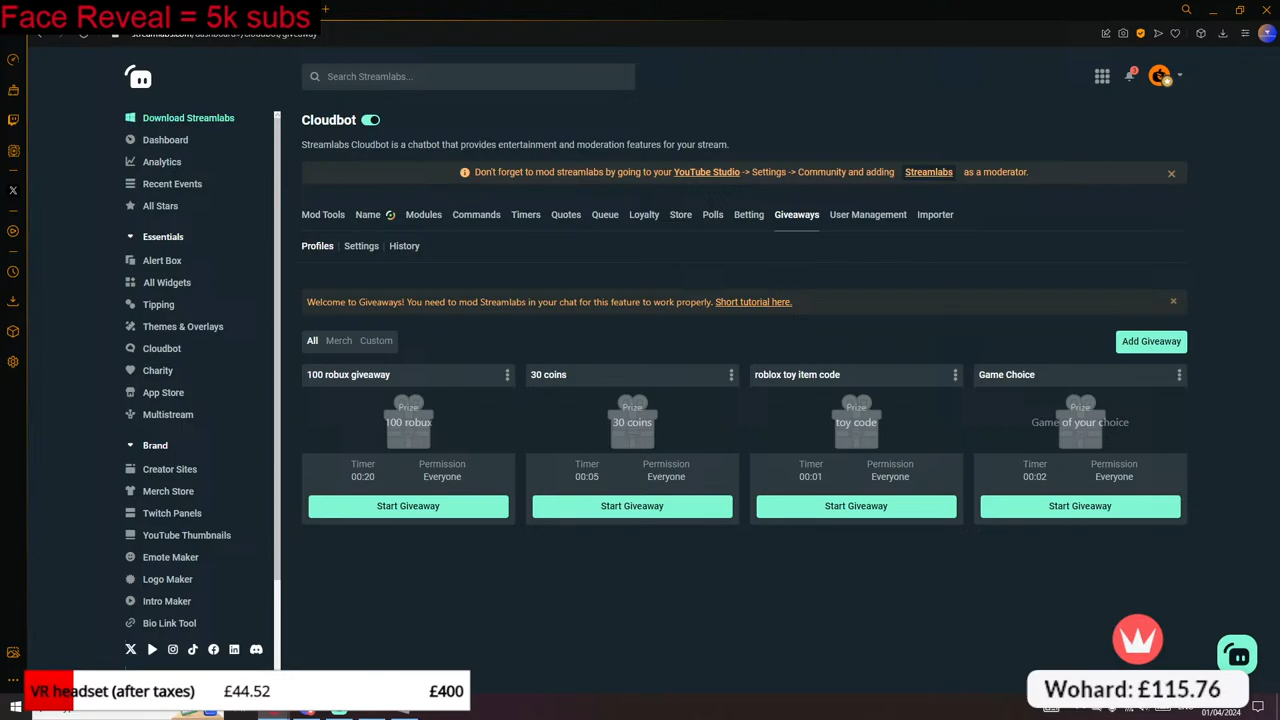 Face Reveal = 5k subs
streamlabs.com/dashboard#/cloudbot/giveaway
Search Streamlabs...
Download Streamlabs
Dashboard
Analytics
Recent Events
All Stars
Essentials
Alert Box
All Widgets
Tipping
Themes & Overlays
Cloudbot
Charity
App Store
Multistream
Brand
Creator Sites
Merch Store
Twitch Panels
YouTube Thumbnails
Emote Maker
Logo Maker
Intro Maker
Bio Link Tool
Cloudbot
Streamlabs Cloudbot is a chatbot that provides entertainment and moderation features for your stream.
Don't forget to mod streamlabs by going to your YouTube Studio -> Settings -> Community and adding Streamlabs as a moderator.
Mod Tools Name Modules Commands Timers Quotes Queue Loyalty Store Polls Betting Giveaways User Management Importer
Profiles Settings History
Welcome to Giveaways! You need to mod Streamlabs in your chat for this feature to work properly. Short tutorial here.
All Merch Custom
Add Giveaway
100 robux giveaway
Prize
100 robux
Timer Permission
00:20 Everyone
Start Giveaway
30 coins
Prize
30 coins
Timer Permission
00:05 Everyone
Start Giveaway
roblox toy item code
Prize
toy code
Timer Permission
00:01 Everyone
Start Giveaway
Game Choice
Prize
Game of your choice
Timer Permission
00:02 Everyone
Start Giveaway
VR headset (after taxes) £44.52 £400
Wohard: £115.76
01/04/2024